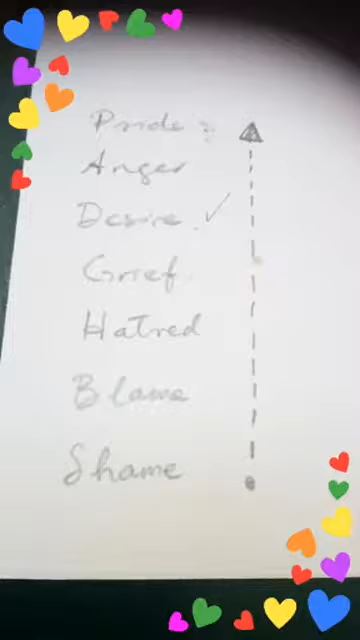 Pride
Anger
Desire. ✓
Grief.
Hatred
Blame
Shame